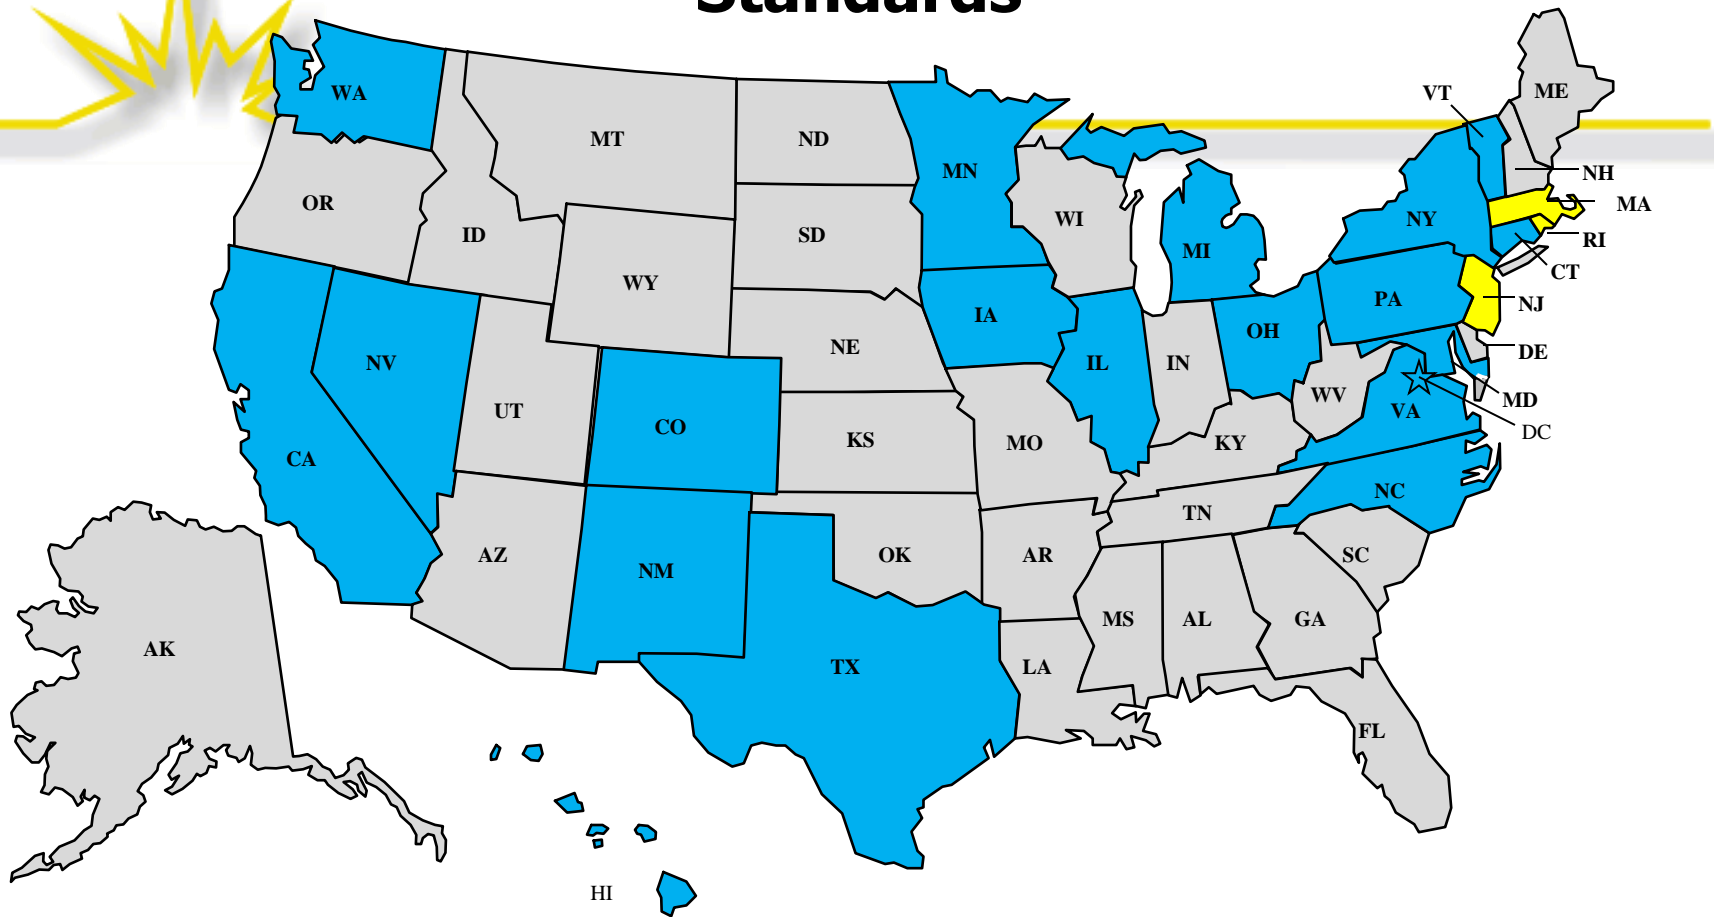 Standards
WA
MT
ND
MN
VT
ME
OR
ID
SD
WI
MI
NY
NH
MA
RI
CT
WY
IA
PA
NJ
NV
NE
IL
IN
OH
DE
UT
CO
KS
MO
KY
WV
VA
MD
DC
CA
NC
TN
AZ
NM
OK
AR
SC
MS
AL
GA
AK
TX
LA
FL
HI